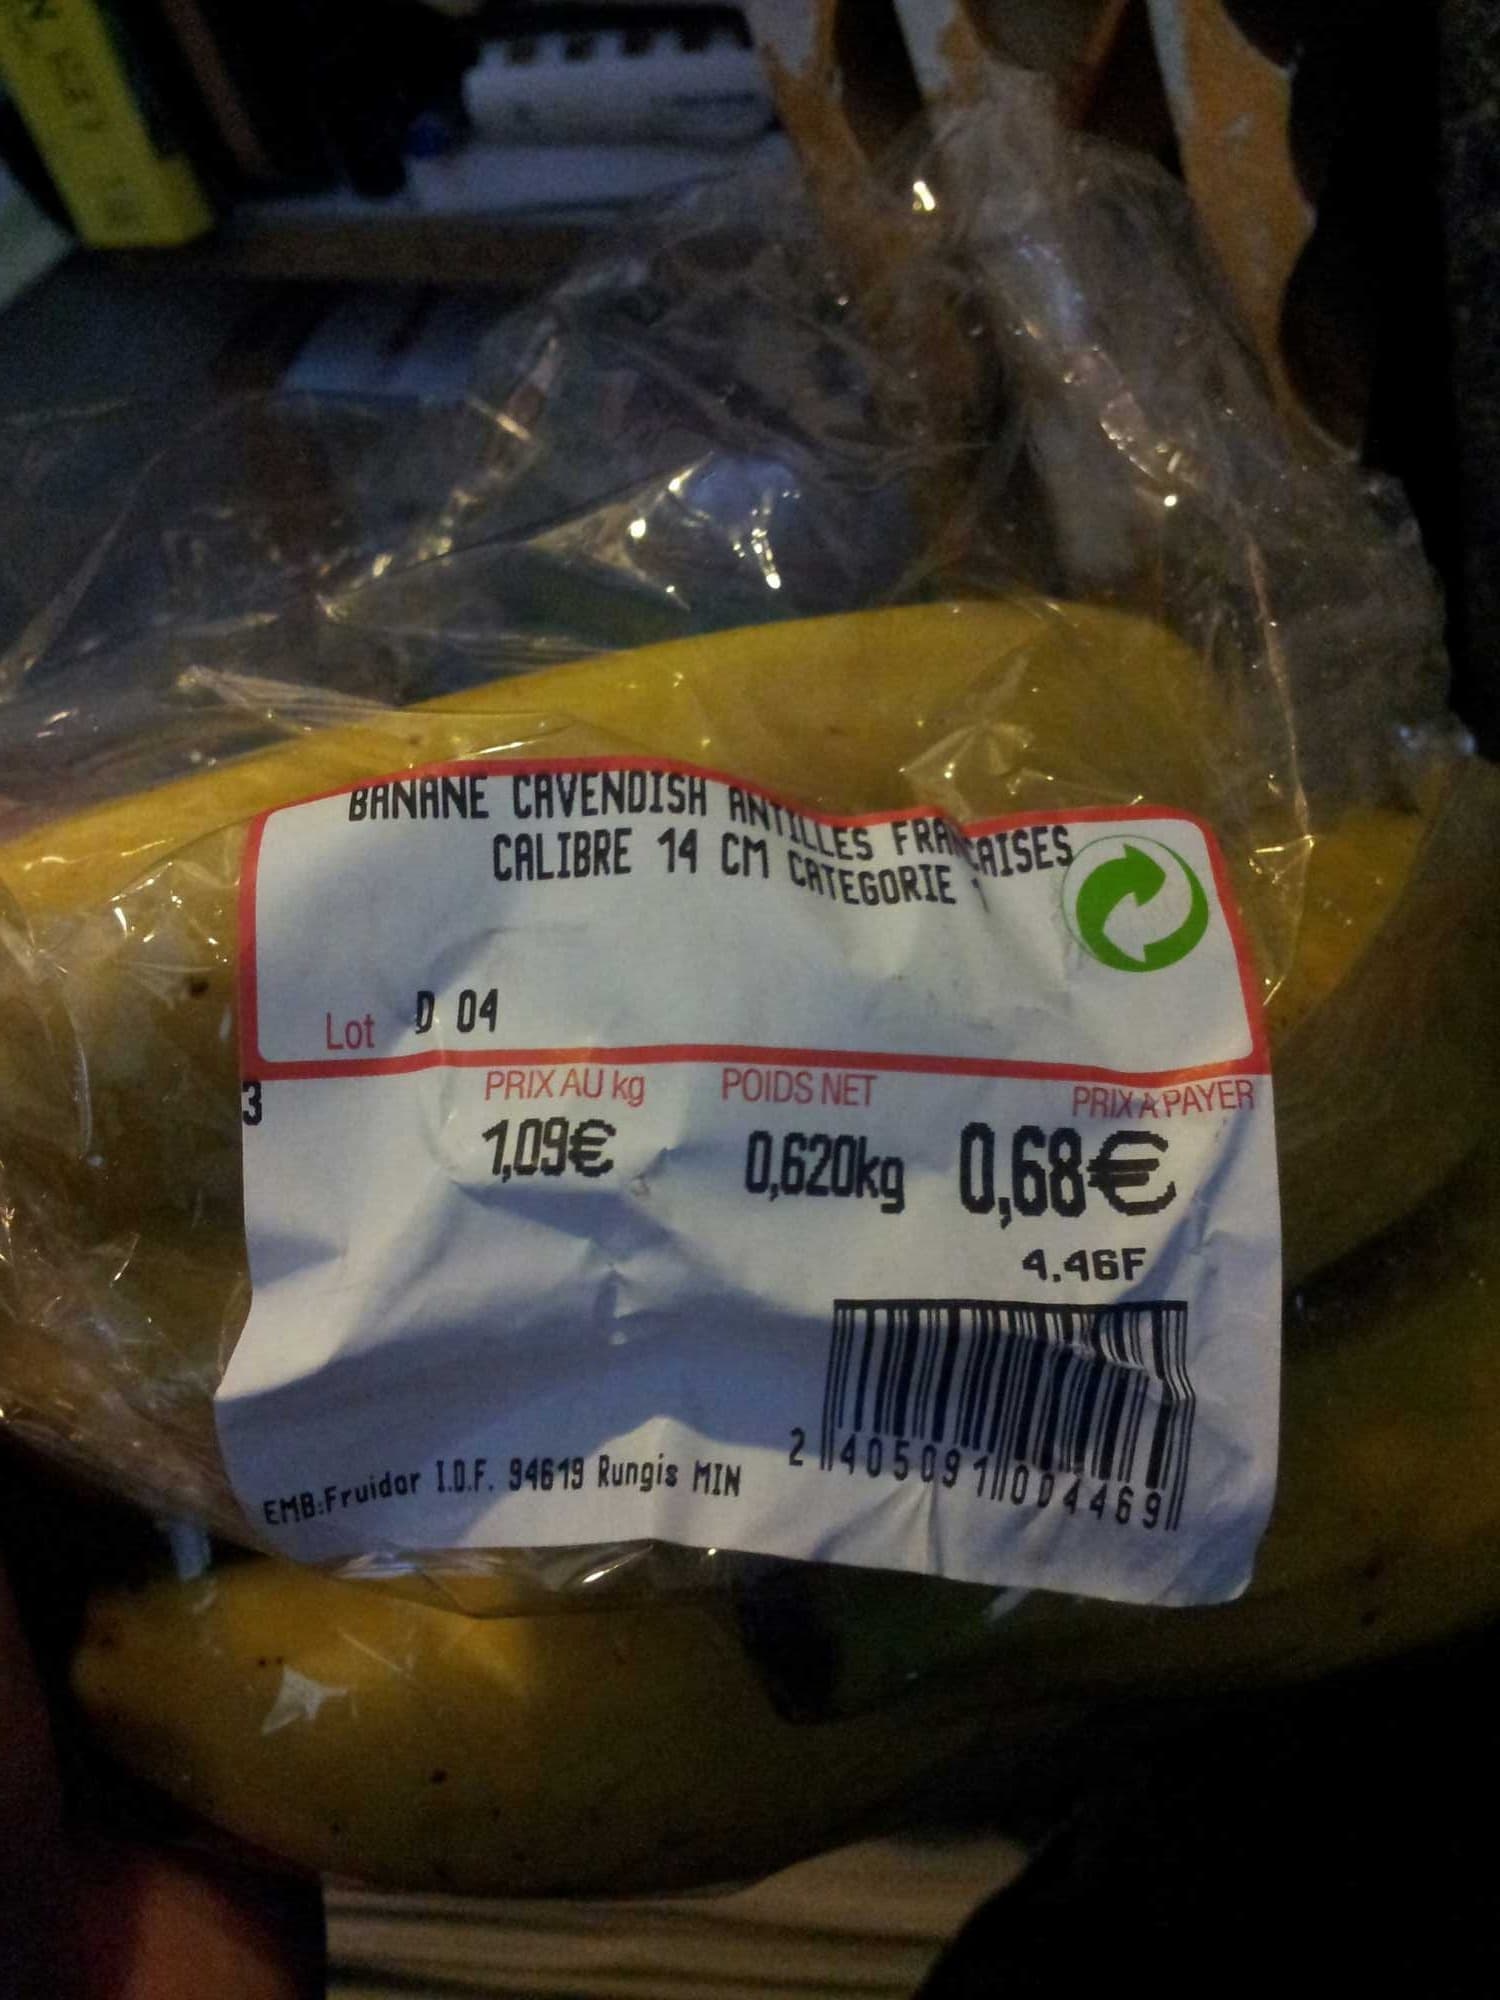 BANANE CAVENDISH ANTILLES FRANCAISES
CALIBRE 14 CM CATEGORIE 1
Lot D 04
3
PRIX AU kg POIDS NET PRIX A PAYER
1,09€ 0,620kg 0,68€
4.46F
2 405091 004469
EMB:Fruidor I.D.F. 94619 Rungis MIN